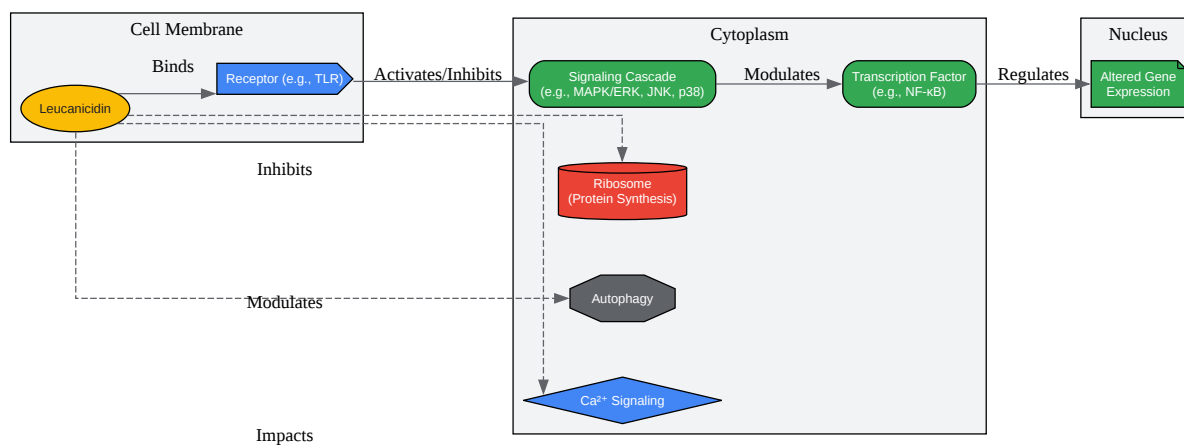 Cell Membrane
Cytoplasm
Nucleus
Binds
Receptor (e.g., TLR)
Activates/Inhibits
Signaling Cascade
(e.g., MAPK/ERK, JNK, p38)
Modulates
Transcription Factor
(e.g., NF-κB)
Regulates
Altered Gene
Expression
Leucanicidin
Inhibits
Ribosome
(Protein Synthesis)
Modulates
Autophagy
Ca²⁺ Signaling
Impacts